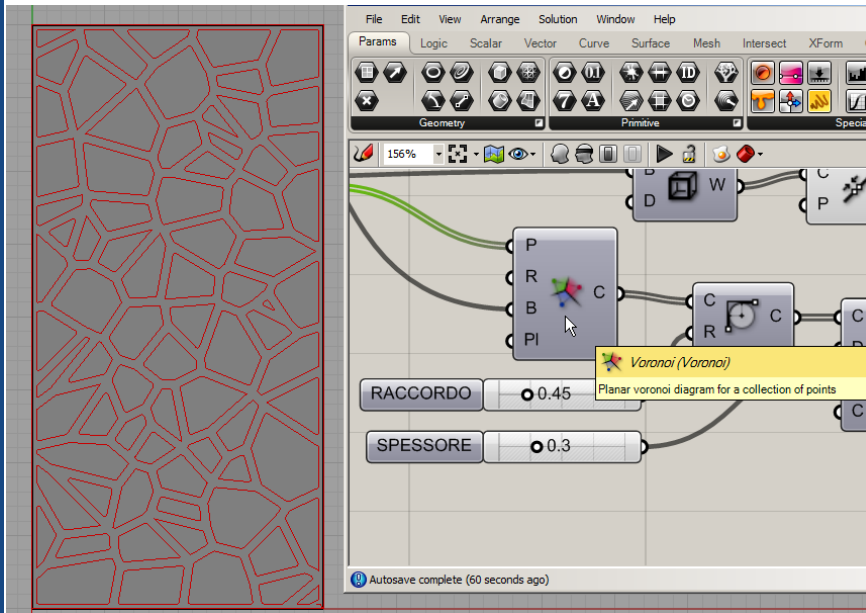 File Edit View Arrange Solution Window Help
Params Logic Scalar Vector Curve Surface Mesh Intersect XForm
Geometry Primitive
156%
D W
C
P
P
R
B
Pl
C
C
R
C
C
C
Voronoi (Voronoi)
Planar voronoi diagram for a collection of points
RACCORDO 0.45
SPESSORE 0.3
Autosave complete (60 seconds ago)